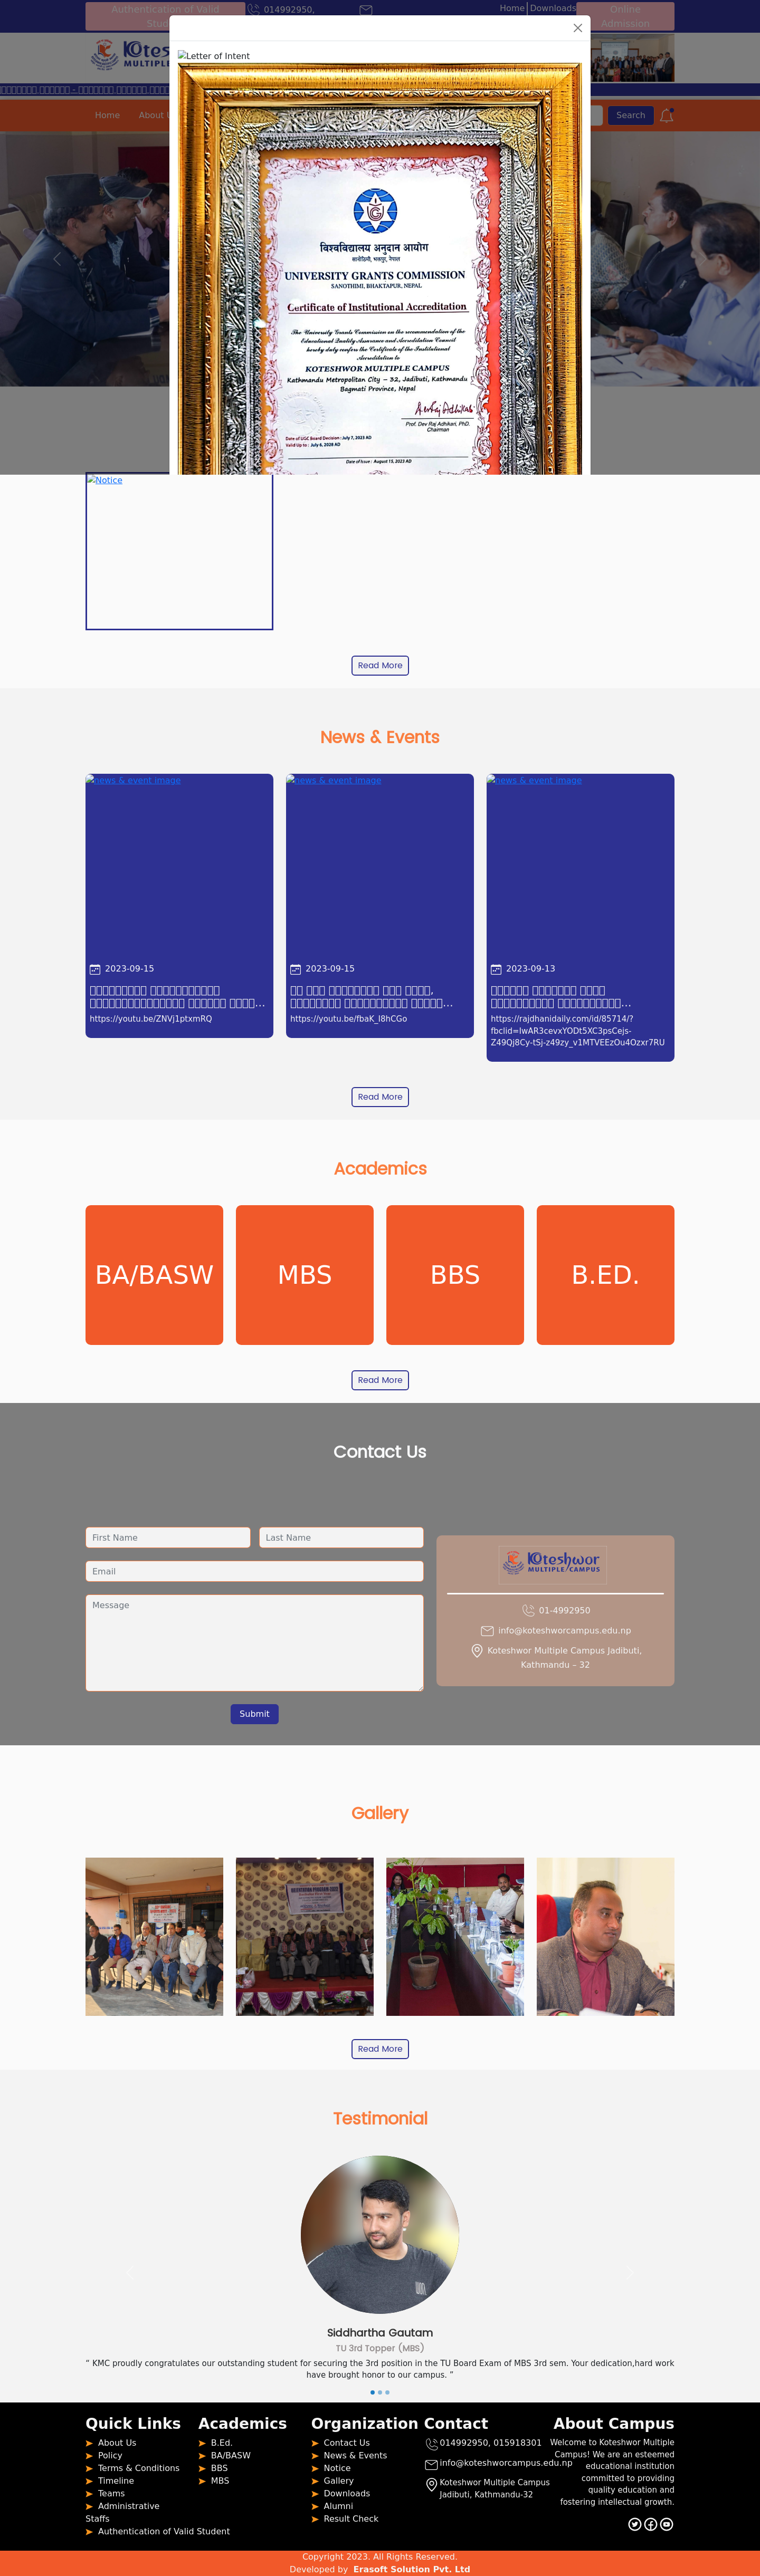 Authentication of Valid
014992950,
Home
Downloads
Online
Admission
Letter of Intent
Home
About
Search
विश्वविद्यालय अनुदान आयोग
सानोठिमी, भक्तपुर, नेपाल
UNIVERSITY GRANTS COMMISSION
SANOTHIMI, BHAKTAPUR, NEPAL
Certificate of Institutional Accreditation
The University Grants Commission on the recommendation of the
Educational Quality Assurance and Accreditation Council
hereby duly confers the Certificate of the Institutional
Accreditation to
KOTESHWOR MULTIPLE CAMPUS
Kathmandu Metropolitan City – 32, Jadibuti, Kathmandu
Bagmati Province, Nepal
Prof. Dev Raj Adhikari, PhD.
Chairman
Date of UGC Board Decision : July 7, 2023 AD
Valid Up to : July 6, 2028 AD
Date of Issue : August 15, 2023 AD
Notice
Read More
News & Events
news & event image
news & event image
news & event image
2023-09-15
2023-09-15
2023-09-13
https://youtu.be/ZNVj1ptxmRQ
https://youtu.be/fbaK_I8hCGo
https://rajdhanidaily.com/id/85714/?
fbclid=IwAR3cevxYODt5XC3psCejs-
Z49Qj8Cy-tSj-z49zy_v1MTVEEzOu4Ozxr7RU
Read More
Academics
BA/BASW
MBS
BBS
B.ED.
Read More
Contact Us
First Name
Last Name
Email
Message
Submit
Koteshwor
MULTIPLE CAMPUS
01-4992950
info@koteshworcampus.edu.np
Koteshwor Multiple Campus Jadibuti,
Kathmandu – 32
Gallery
Read More
Testimonial
Siddhartha Gautam
TU 3rd Topper (MBS)
“ KMC proudly congratulates our outstanding student for securing the 3rd position in the TU Board Exam of MBS 3rd sem. Your dedication,hard work
have brought honor to our campus. ”
Quick Links
About Us
Policy
Terms & Conditions
Timeline
Teams
Administrative
Staffs
Authentication of Valid Student
Academics
B.Ed.
BA/BASW
BBS
MBS
Organization
Contact Us
News & Events
Notice
Gallery
Downloads
Alumni
Result Check
Contact
014992950, 015918301
info@koteshworcampus.edu.np
Koteshwor Multiple Campus
Jadibuti, Kathmandu-32
About Campus
Welcome to Koteshwor Multiple
Campus! We are an esteemed
educational institution
committed to providing
quality education and
fostering intellectual growth.
Copyright 2023. All Rights Reserved.
Developed by Erasoft Solution Pvt. Ltd